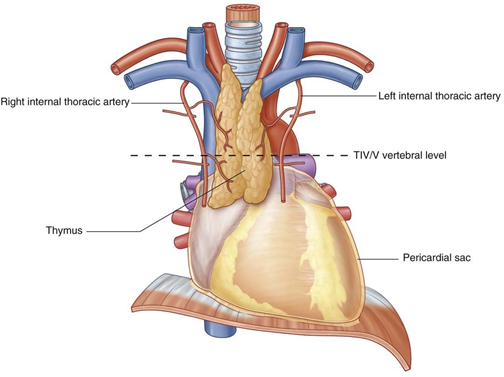 Left internal thoracic artery
Right internal thoracic artery
TIV/V vertebral level
Thymus
Pericardial sac